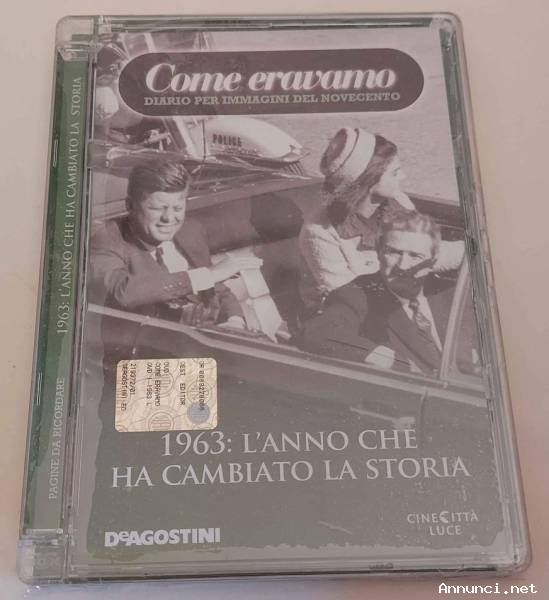 Come eravamo
DIARIO PER IMMAGINI DEL NOVECENTO
POLICE
1963: L'ANNO CHE
HA CAMBIATO LA STORIA
DEAGOSTINI
CINECITTÀ
LUCE
PAGINE DA RICORDARE 1963: L'ANNO CHE HA CAMBIATO LA STORIA
Annunci.net